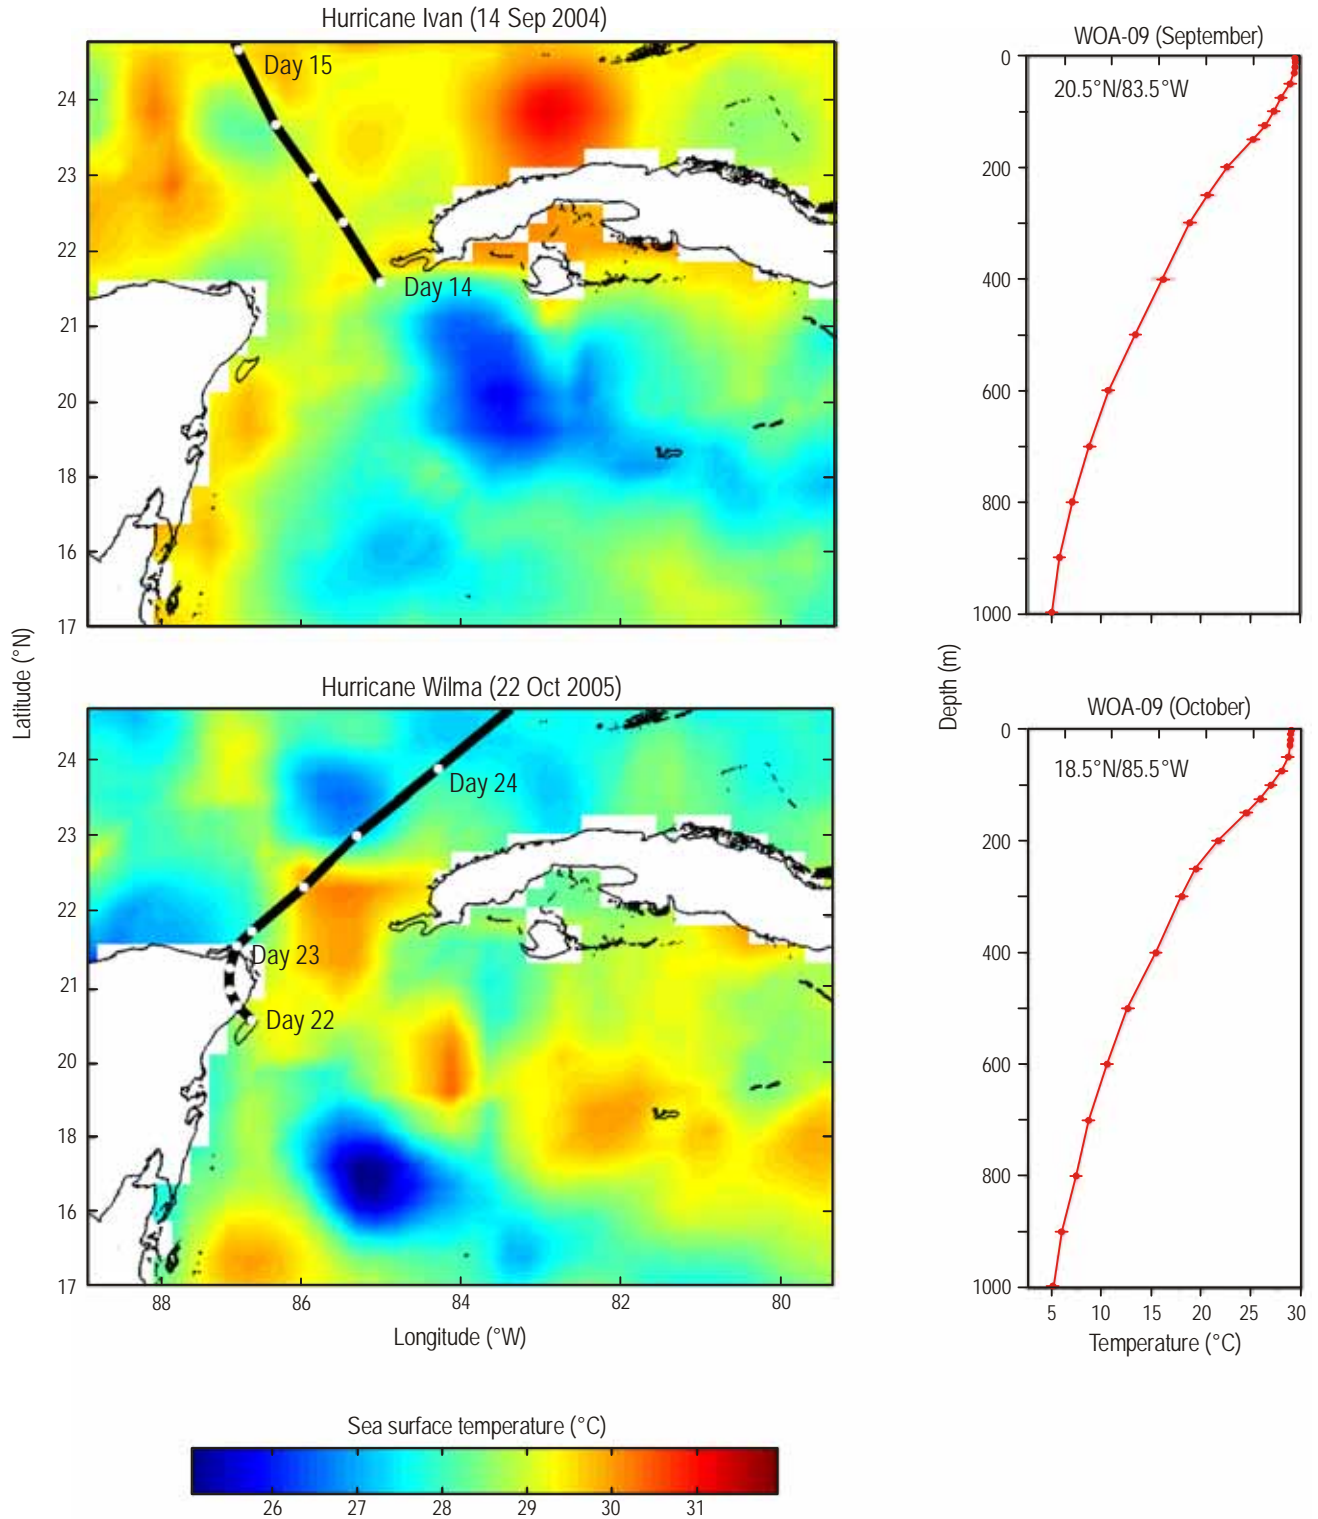 Hurricane Ivan (14 Sep 2004)
Day 15
Day 14
24
23
22
21
20
18
16
17
WOA-09 (September)
20.5°N/83.5°W
0
200
400
600
800
1000
Latitude (°N)
Depth (m)
Hurricane Wilma (22 Oct 2005)
Day 24
Day 23
Day 22
24
23
22
21
20
18
16
17
88 86 84 82 80
Longitude (°W)
WOA-09 (October)
18.5°N/85.5°W
0
200
400
600
800
1000
5 10 15 20 25 30
Temperature (°C)
Sea surface temperature (°C)
26 27 28 29 30 31